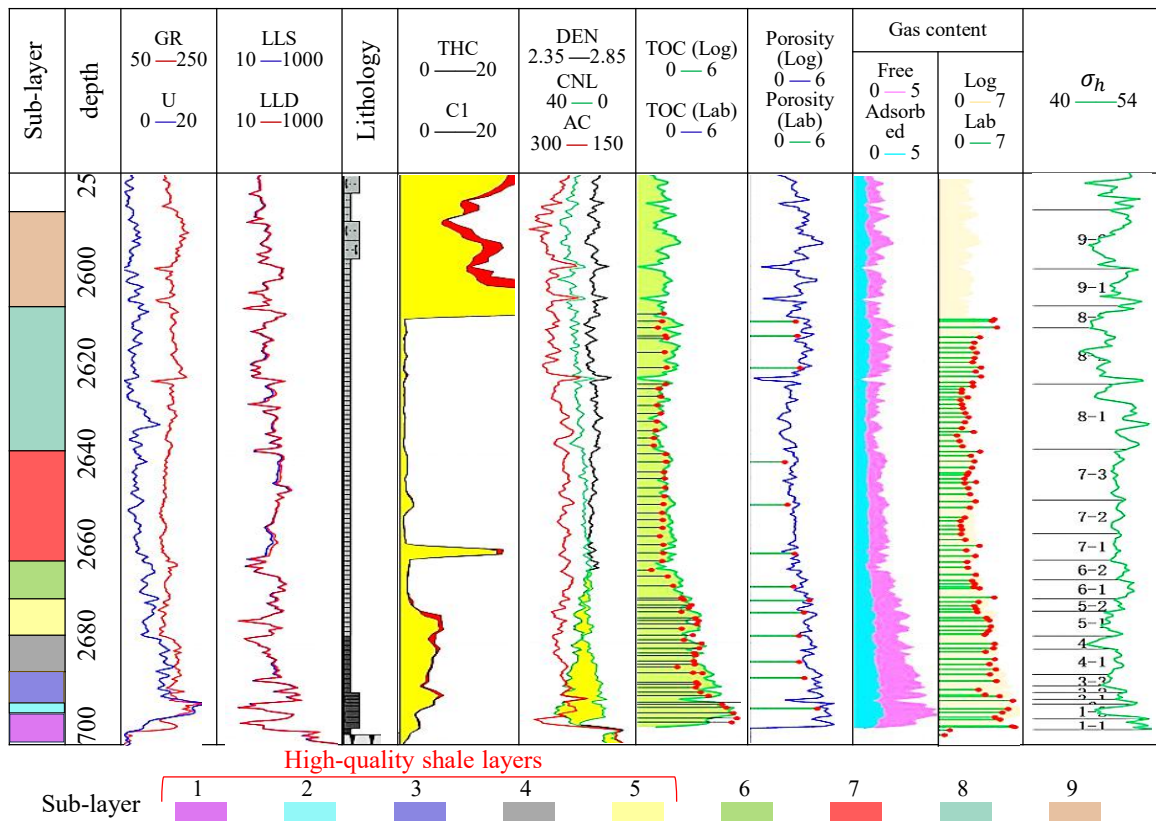 Sub-layer
depth
GR
50 — 250
U
0 — 20
LLS
10 — 1000
LLD
10 — 1000
Lithology
THC
0 — 20
C1
0 — 20
DEN
2.35 — 2.85
CNL
40 — 0
AC
300 — 150
TOC (Log)
0 — 6
TOC (Lab)
0 — 6
Porosity
(Log)
0 — 6
Porosity
(Lab)
0 — 6
Gas content
Free
0 — 5
Adsorb
ed
0 — 5
Log
0 — 7
Lab
0 — 7
σh
40 — 54
25
2600
2620
2640
2660
2680
700
9-1
8-1
7-3
7-2
7-1
6-2
6-1
5-2
5-1
4
4-1
3-3
1-1
High-quality shale layers
Sub-layer
1 2 3 4 5 6 7 8 9